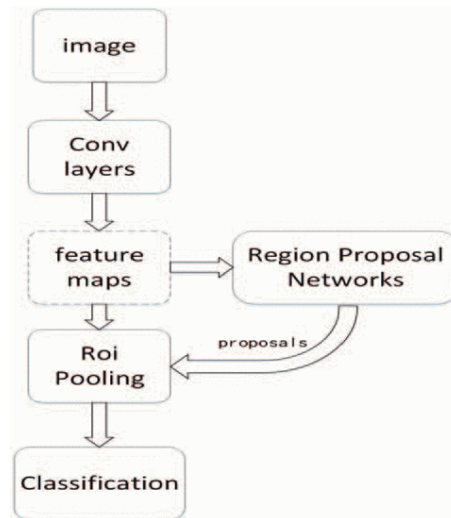 image
Conv
layers
feature
maps
Region Proposal
Networks
proposals
Roi
Pooling
Classification